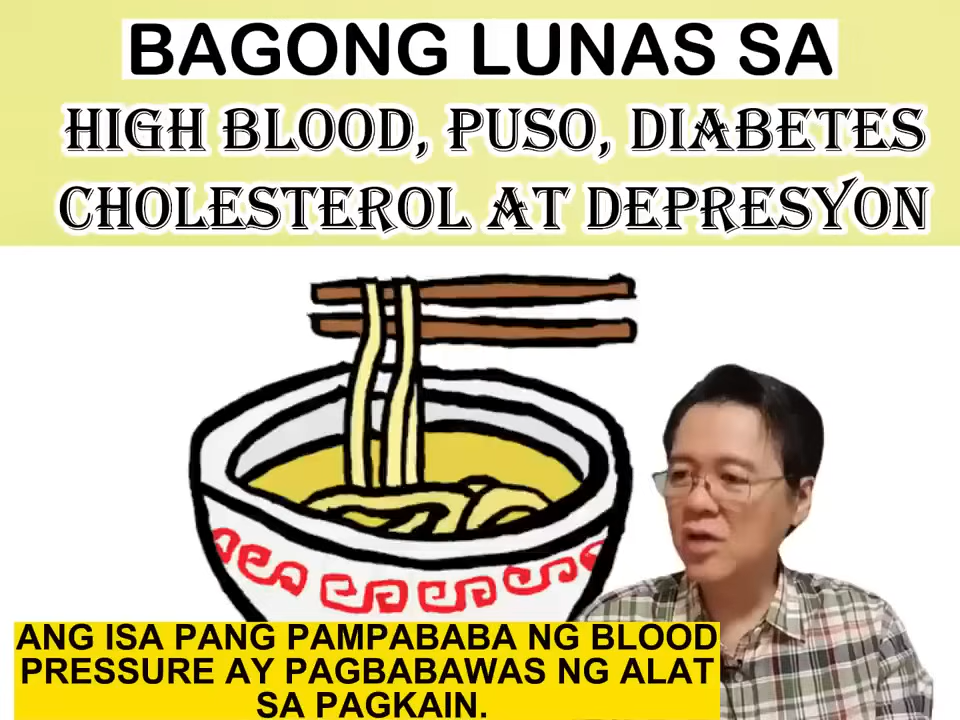 BAGONG LUNAS SA
HIGH BLOOD, PUSO, DIABETES
CHOLESTEROL AT DEPRESYON
ANG ISA PANG PAMPABABA NG BLOOD
PRESSURE AY PAGBABAWAS NG ALAT
SA PAGKAIN.